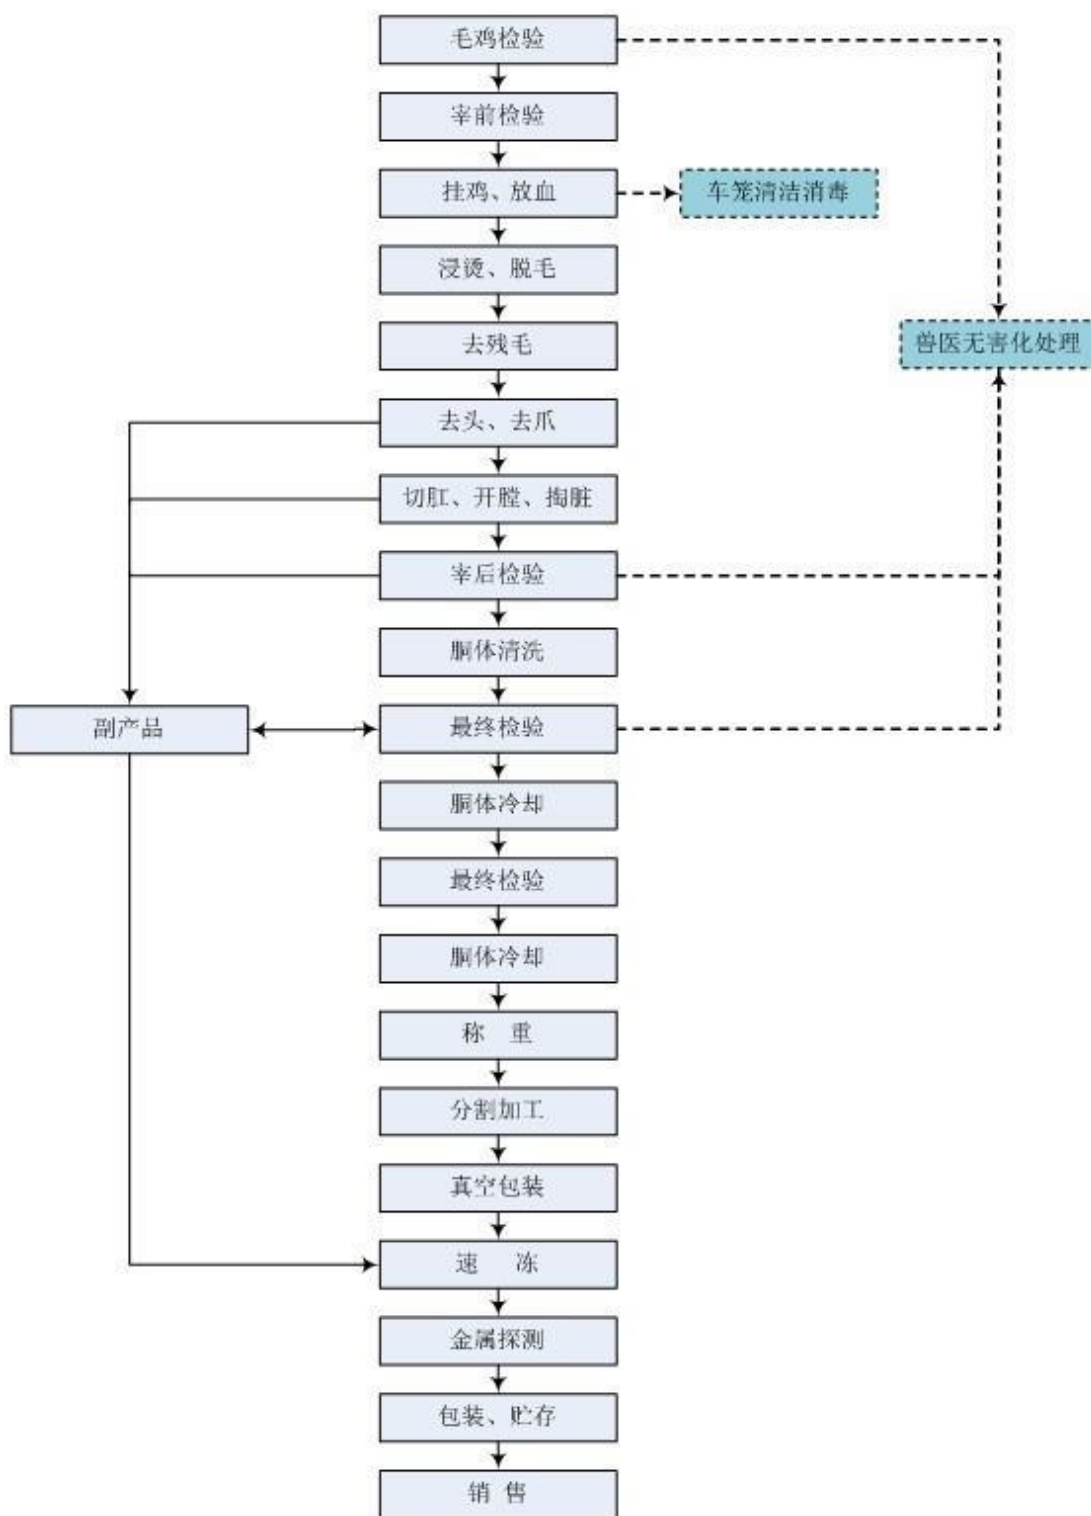 毛鸡检验
宰前检验
挂鸡、放血
车笼清洁消毒
浸烫、脱毛
去残毛
兽医无害化处理
去头、去爪
切肛、开膛、掏脏
宰后检验
胴体清洗
副产品
最终检验
胴体冷却
最终检验
胴体冷却
称 重
分割加工
真空包装
速 冻
金属探测
包装、贮存
销 售